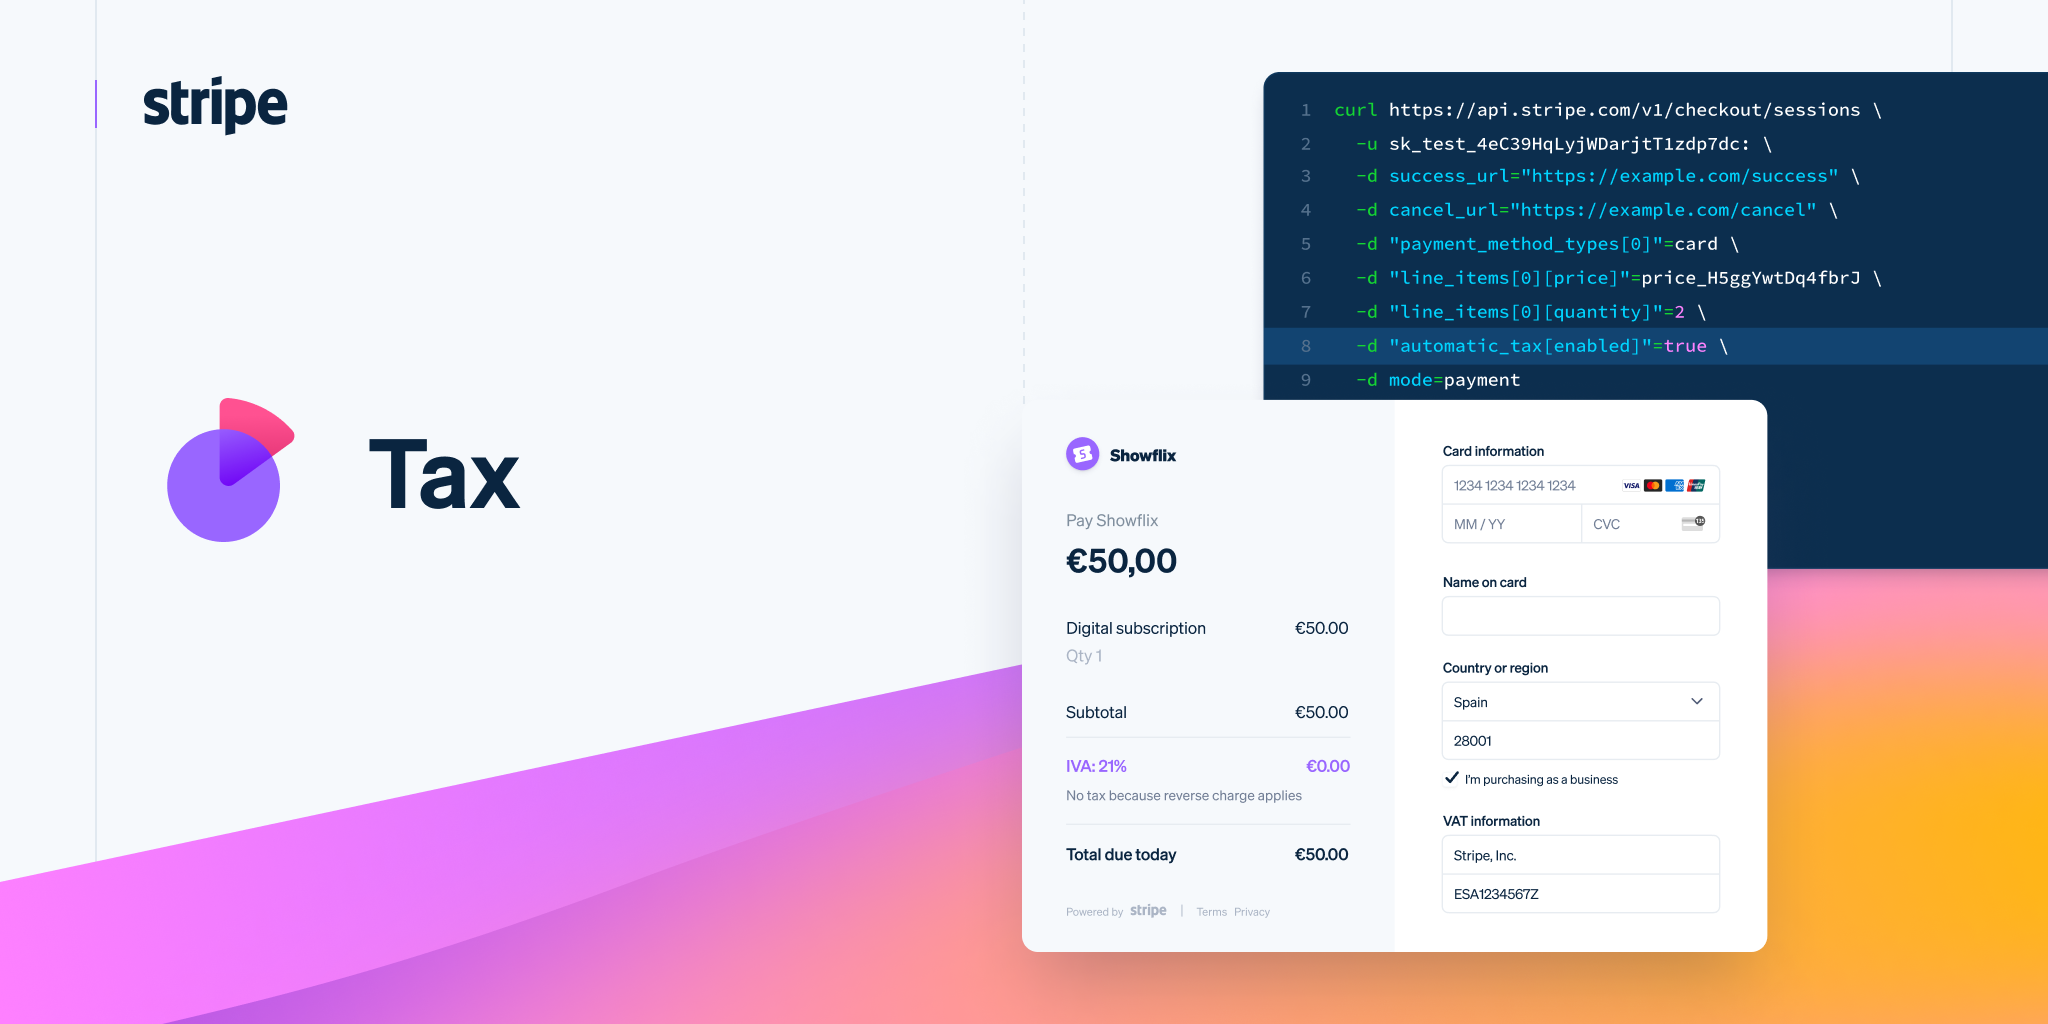 stripe
Tax
1 curl https://api.stripe.com/v1/checkout/sessions \
2 -u sk_test_4eC39HqLyjWDarjtT1zdp7dc: \
3 -d success_url="https://example.com/success" \
4 -d cancel_url="https://example.com/cancel" \
5 -d "payment_method_types[0]"=card \
6 -d "line_items[0][price]"=price_H5ggYwtDq4fbrJ \
7 -d "line_items[0][quantity]"=2 \
8 -d "automatic_tax[enabled]"=true \
9 -d mode=payment
S Showflix
Pay Showflix
€50,00
Digital subscription €50.00
Qty 1
Subtotal €50.00
IVA: 21% €0.00
No tax because reverse charge applies
Total due today €50.00
Powered by stripe | Terms Privacy
Card information
1234 1234 1234 1234 VISA
MM / YY CVC 135
Name on card
Country or region
Spain
28001
I'm purchasing as a business
VAT information
Stripe, Inc.
ESA1234567Z